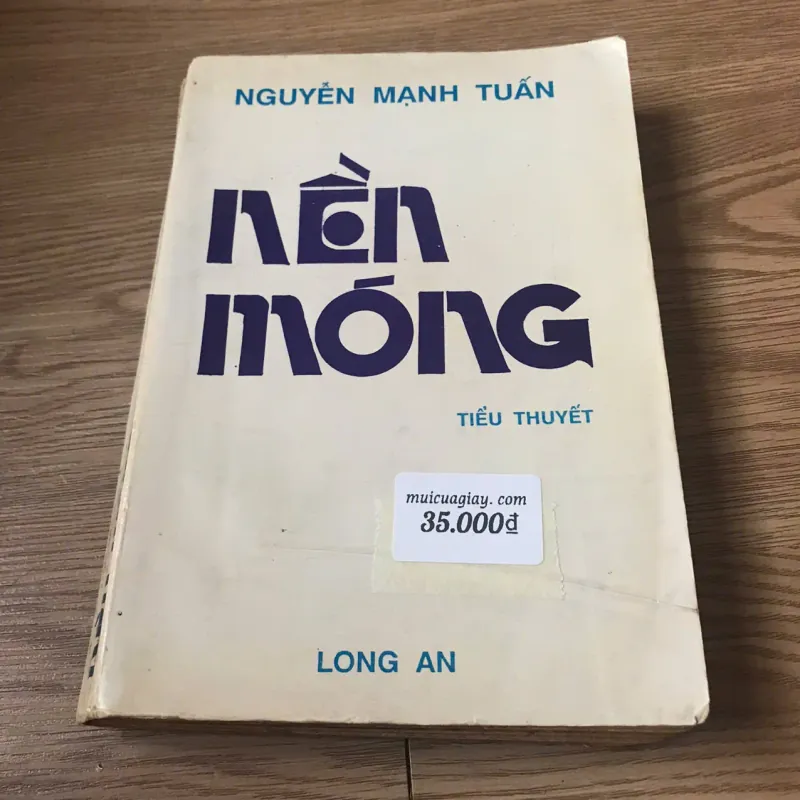 NGUYỄN MẠNH TUẤN
NỀN
MÓNG
TIỂU THUYẾT
muicuagiay. com
35.000đ
LONG AN